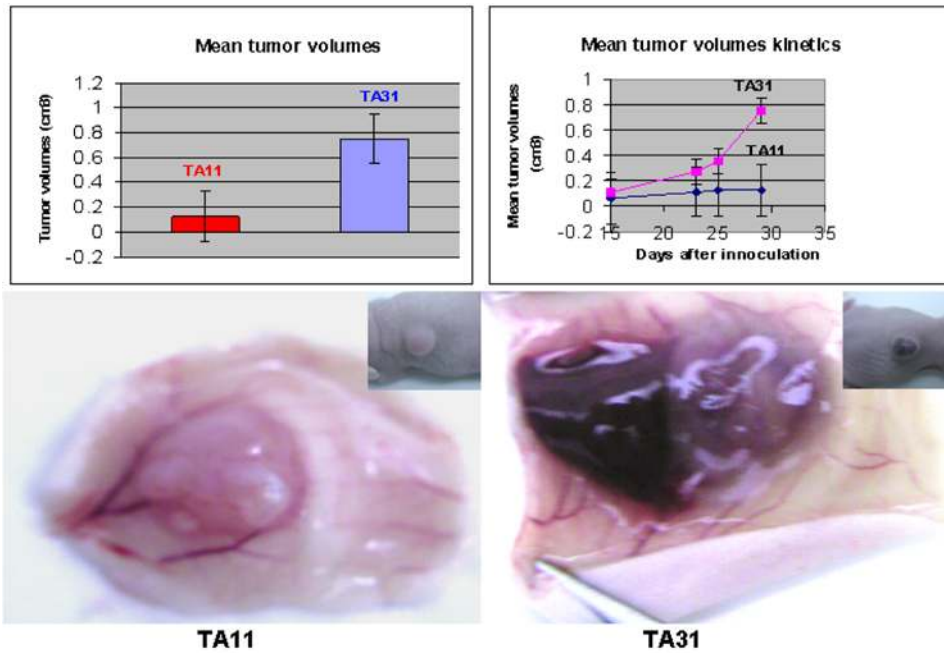 Mean tumor volumes
Tumor volumes (cm8)
1.2
1
0.8
0.6
0.4
0.2
0
-0.2
TA11
TA31
Mean tumor volumes kinetics
Mean tumor volumes
(cm8)
1
0.8
0.6
0.4
0.2
0
-0.2
TA31
TA11
15 20 25 30 35
Days after innoculation
TA11
TA31